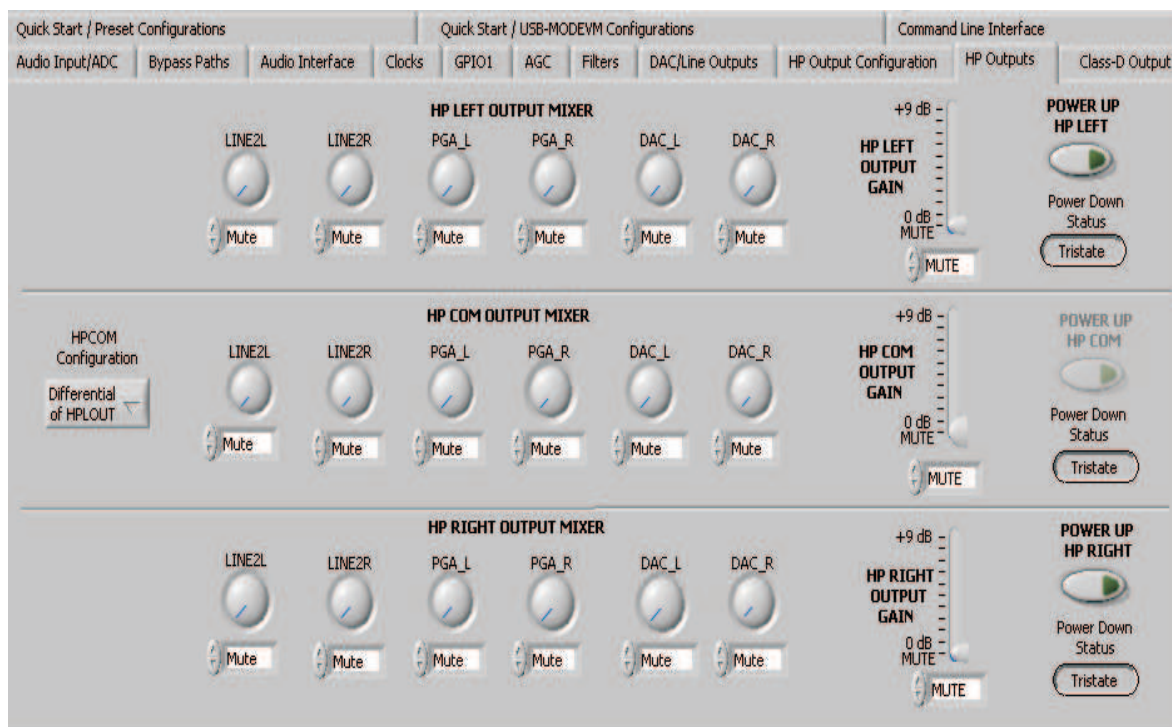 Quick Start / Preset Configurations
Quick Start / USB-MODEVM Configurations
Command Line Interface
Audio Input/ADC
Bypass Paths
Audio Interface
Clocks
GPIO1
AGC
Filters
DAC/Line Outputs
HP Output Configuration
HP Outputs
Class-D Output
HP LEFT OUTPUT MIXER
LINE2L
LINE2R
PGA_L
PGA_R
DAC_L
DAC_R
Mute
Mute
Mute
Mute
Mute
Mute
+9 dB
HP LEFT
OUTPUT
GAIN
0 dB
MUTE
MUTE
POWER UP
HP LEFT
Power Down
Status
Tristate
HPCOM
Configuration
Differential
of HPLOUT
HP COM OUTPUT MIXER
LINE2L
LINE2R
PGA_L
PGA_R
DAC_L
DAC_R
Mute
Mute
Mute
Mute
Mute
Mute
+9 dB
HP COM
OUTPUT
GAIN
0 dB
MUTE
MUTE
POWER UP
HP COM
Power Down
Status
Tristate
HP RIGHT OUTPUT MIXER
LINE2L
LINE2R
PGA_L
PGA_R
DAC_L
DAC_R
Mute
Mute
Mute
Mute
Mute
Mute
+9 dB
HP RIGHT
OUTPUT
GAIN
0 dB
MUTE
MUTE
POWER UP
HP RIGHT
Power Down
Status
Tristate